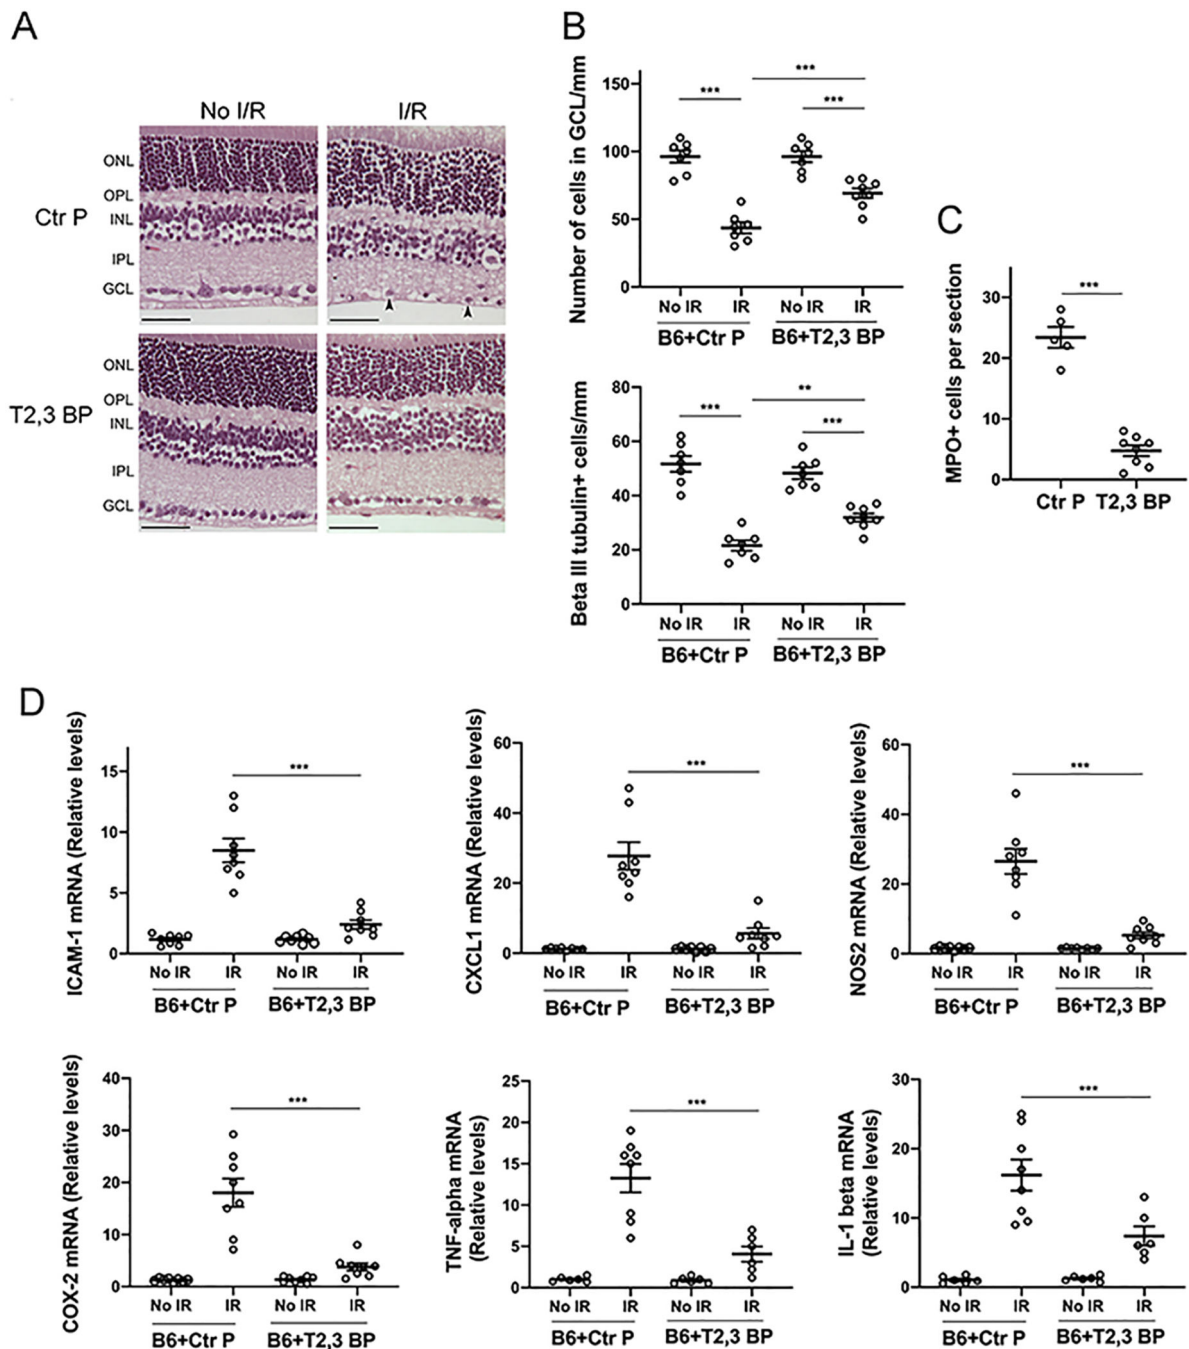 A
No I/R
I/R
Ctr P
ONL
OPL
INL
IPL
GCL
T2,3 BP
ONL
OPL
INL
IPL
GCL
B
Number of cells in GCL/mm
150
100
50
0
***
***
***
No IR
IR
No IR
IR
B6+Ctr P
B6+T2,3 BP
Beta III tubulin+ cells/mm
80
60
40
20
0
***
**
***
No IR
IR
No IR
IR
B6+Ctr P
B6+T2,3 BP
C
MPO+ cells per section
30
20
10
0
***
Ctr P
T2,3 BP
D
ICAM-1 mRNA (Relative levels)
15
10
5
0
***
No IR
IR
No IR
IR
B6+Ctr P
B6+T2,3 BP
CXCL1 mRNA (Relative levels)
60
40
20
0
***
No IR
IR
No IR
IR
B6+Ctr P
B6+T2,3 BP
NOS2 mRNA (Relative levels)
60
40
20
0
***
No IR
IR
No IR
IR
B6+Ctr P
B6+T2,3 BP
COX-2 mRNA (Relative levels)
40
30
20
10
0
***
No IR
IR
No IR
IR
B6+Ctr P
B6+T2,3 BP
TNF-alpha mRNA
(Relative levels)
25
20
15
10
5
0
***
No IR
IR
No IR
IR
B6+Ctr P
B6+T2,3 BP
IL-1 beta mRNA
(Relative levels)
30
20
10
0
***
No IR
IR
No IR
IR
B6+Ctr P
B6+T2,3 BP